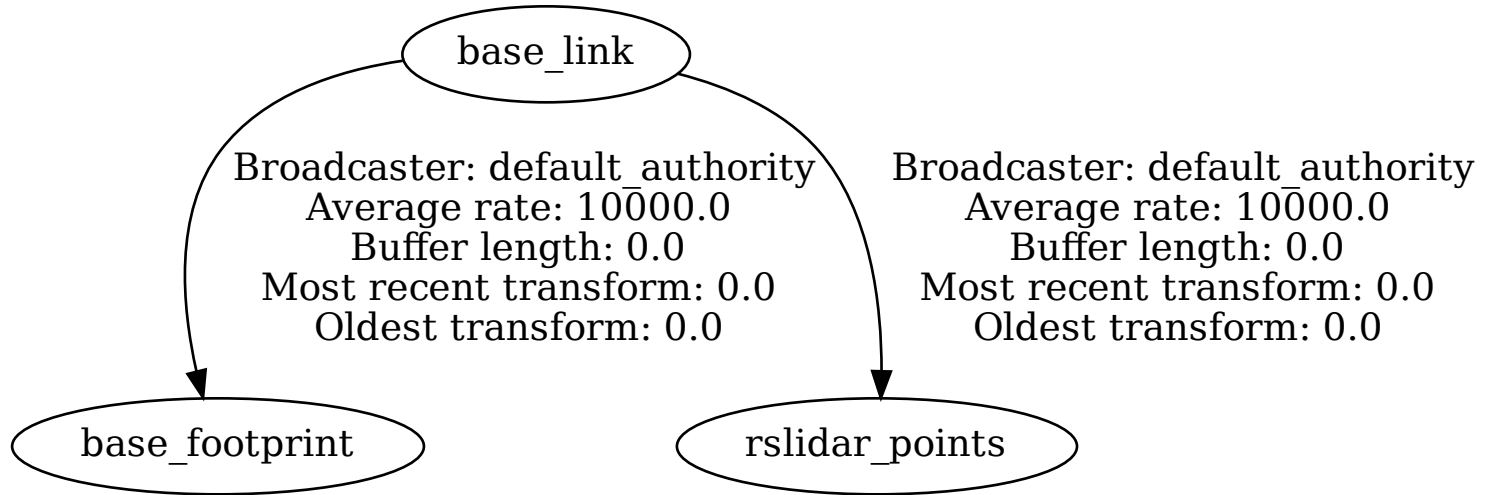 base_link
Broadcaster: default_authority
Average rate: 10000.0
Buffer length: 0.0
Most recent transform: 0.0
Oldest transform: 0.0
Broadcaster: default_authority
Average rate: 10000.0
Buffer length: 0.0
Most recent transform: 0.0
Oldest transform: 0.0
base_footprint
rslidar_points